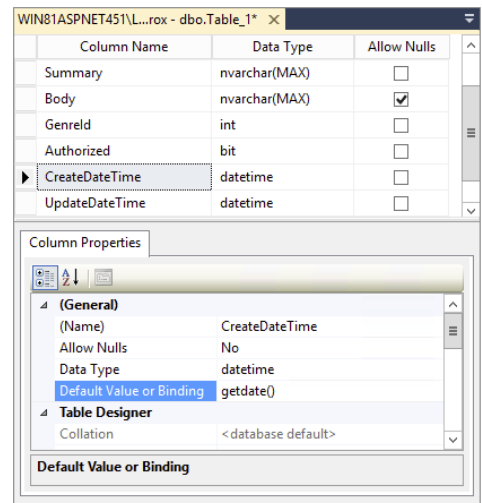 WIN81ASPNET451\L...rox - dbo.Table_1*
Column Name Data Type Allow Nulls
Summary nvarchar(MAX)
Body nvarchar(MAX)
GenreId int
Authorized bit
CreateDateTime datetime
UpdateDateTime datetime
Column Properties
(General)
(Name) CreateDateTime
Allow Nulls No
Data Type datetime
Default Value or Binding getdate()
Table Designer
Collation <database default>
Default Value or Binding